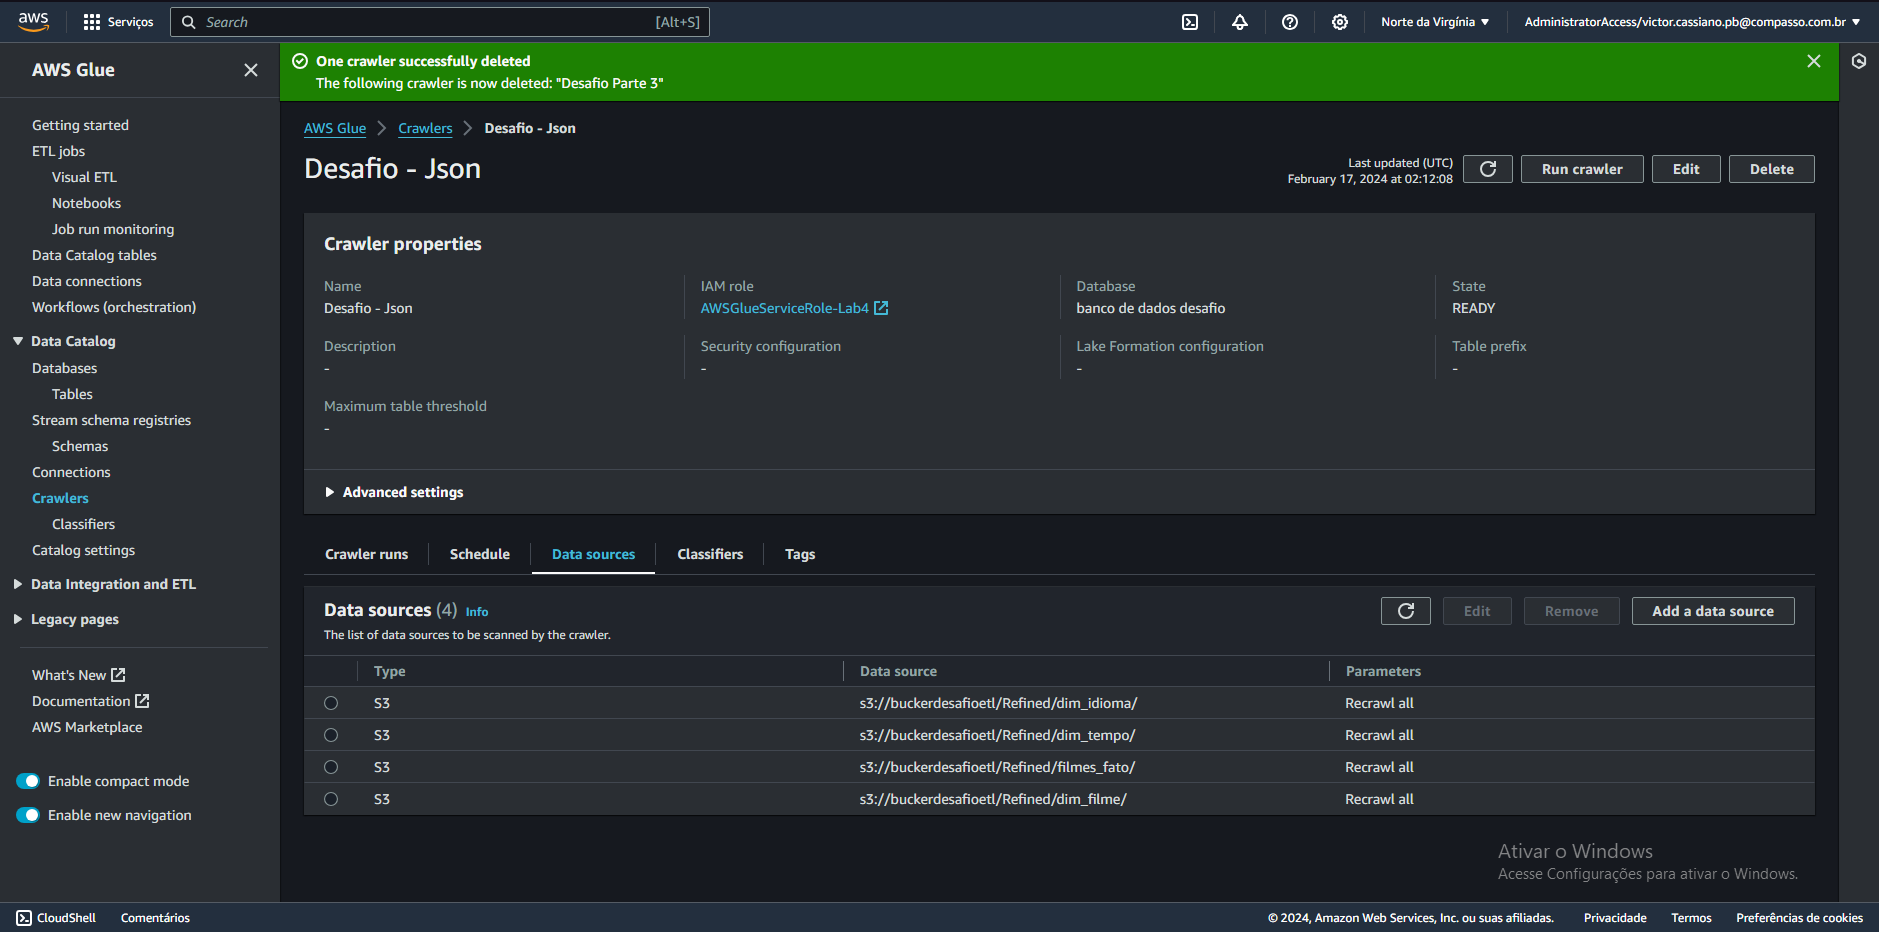 aws
Serviços
Search
[Alt+S]
Norte da Virgínia
AdministratorAccess/victor.cassiano.pb@compasso.com.br
AWS Glue
Getting started
ETL jobs
Visual ETL
Notebooks
Job run monitoring
Data Catalog tables
Data connections
Workflows (orchestration)
Data Catalog
Databases
Tables
Stream schema registries
Schemas
Connections
Crawlers
Classifiers
Catalog settings
Data Integration and ETL
Legacy pages
What's New
Documentation
AWS Marketplace
Enable compact mode
Enable new navigation
One crawler successfully deleted
The following crawler is now deleted: "Desafio Parte 3"
AWS Glue
Crawlers
Desafio - Json
Desafio - Json
Last updated (UTC)
February 17, 2024 at 02:12:08
Run crawler
Edit
Delete
Crawler properties
Name
Desafio - Json
IAM role
AWSGlueServiceRole-Lab4
Database
banco de dados desafio
State
READY
Description
-
Security configuration
-
Lake Formation configuration
-
Table prefix
-
Maximum table threshold
-
Advanced settings
Crawler runs
Schedule
Data sources
Classifiers
Tags
Data sources (4) Info
The list of data sources to be scanned by the crawler.
Edit
Remove
Add a data source
Type
Data source
Parameters
S3
s3://buckerdesafioetl/Refined/dim_idioma/
Recrawl all
S3
s3://buckerdesafioetl/Refined/dim_tempo/
Recrawl all
S3
s3://buckerdesafioetl/Refined/filmes_fato/
Recrawl all
S3
s3://buckerdesafioetl/Refined/dim_filme/
Recrawl all
Ativar o Windows
Acesse Configurações para ativar o Windows.
CloudShell
Comentários
© 2024, Amazon Web Services, Inc. ou suas afiliadas.
Privacidade
Termos
Preferências de cookies